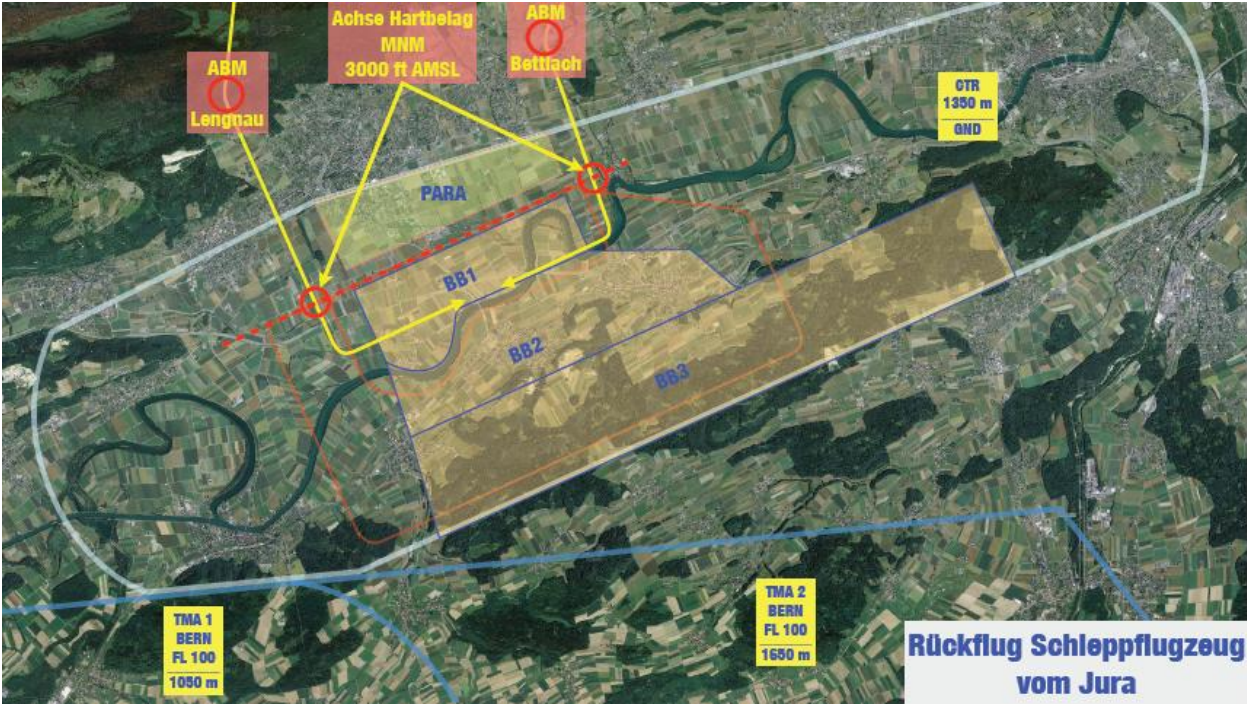 Achse Hartbelag
MNM
3000 ft AMSL
ABM
Bettlach
ABM
Lengnau
CTR
1350 m
GND
PARA
BB1
BB2
BB3
TMA 1
BERN
FL 100
1050 m
TMA 2
BERN
FL 100
1650 m
Rückflug Schleppflugzeug
vom Jura